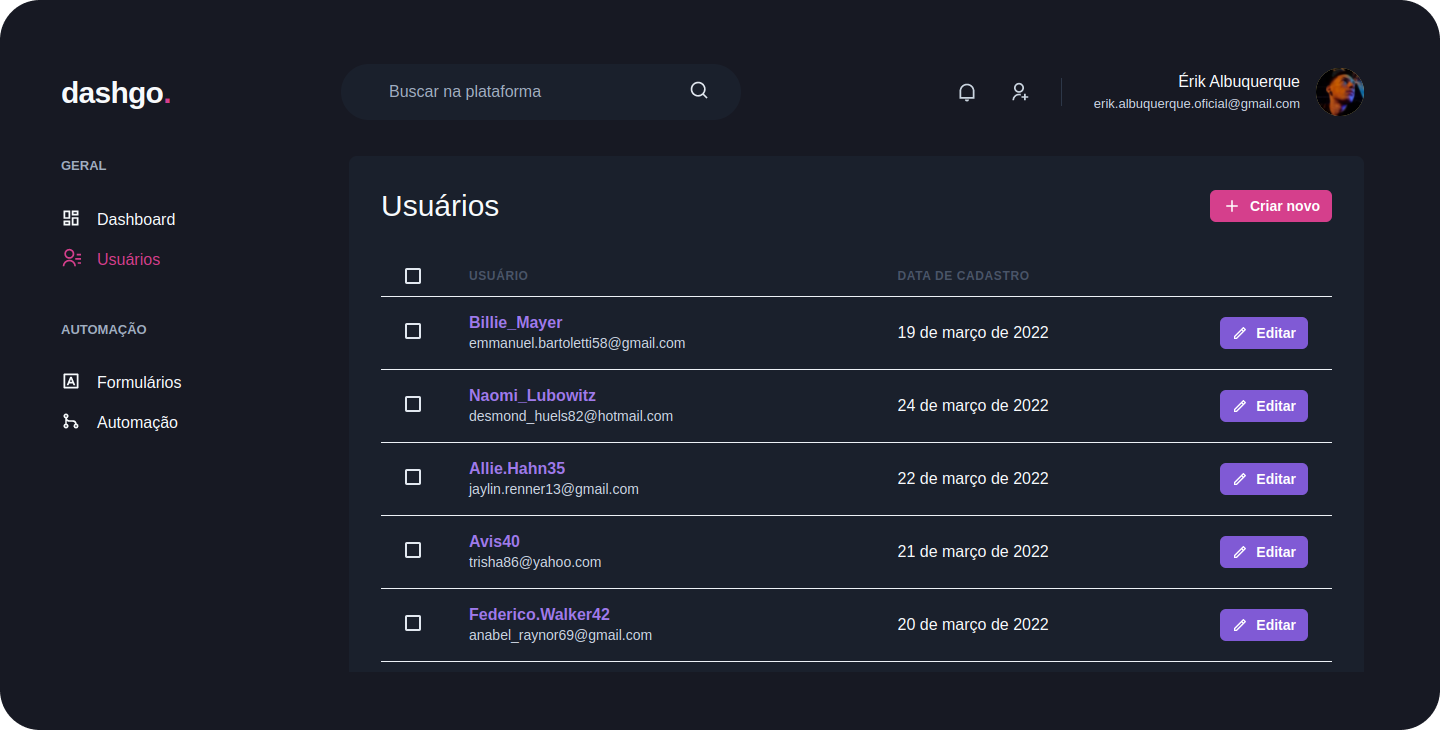 dashgo.
Buscar na plataforma
Érik Albuquerque
erik.albuquerque.oficial@gmail.com
GERAL
Dashboard
Usuários
AUTOMAÇÃO
Formulários
Automação
Usuários
Criar novo
USUÁRIO DATA DE CADASTRO
Billie_Mayer
emmanuel.bartoletti58@gmail.com
19 de março de 2022
Editar
Naomi_Lubowitz
desmond_huels82@hotmail.com
24 de março de 2022
Editar
Allie.Hahn35
jaylin.renner13@gmail.com
22 de março de 2022
Editar
Avis40
trisha86@yahoo.com
21 de março de 2022
Editar
Federico.Walker42
anabel_raynor69@gmail.com
20 de março de 2022
Editar